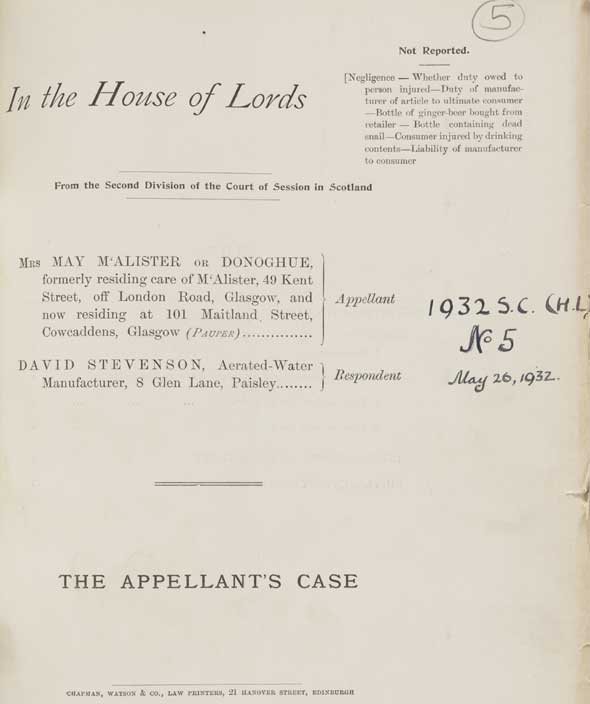 5
Not Reported.
In the House of Lords
[Negligence — Whether duty owed to
person injured—Duty of manufac-
turer of article to ultimate consumer
—Bottle of ginger-beer bought from
retailer — Bottle containing dead
snail—Consumer injured by drinking
contents—Liability of manufacturer
to consumer
From the Second Division of the Court of Session in Scotland
Mrs MAY M‘ALISTER or DONOGHUE,
formerly residing care of M‘Alister, 49 Kent
Street, off London Road, Glasgow, and
now residing at 101 Maitland Street,
Cowcaddens, Glasgow (Pauper)...............
Appellant
DAVID STEVENSON, Aerated-Water
Manufacturer, 8 Glen Lane, Paisley........
Respondent
1932 S.C. (H.L)
No 5
May 26, 1932.
THE APPELLANT'S CASE
CHAPMAN, WATSON & CO., LAW PRINTERS, 21 HANOVER STREET, EDINBURGH